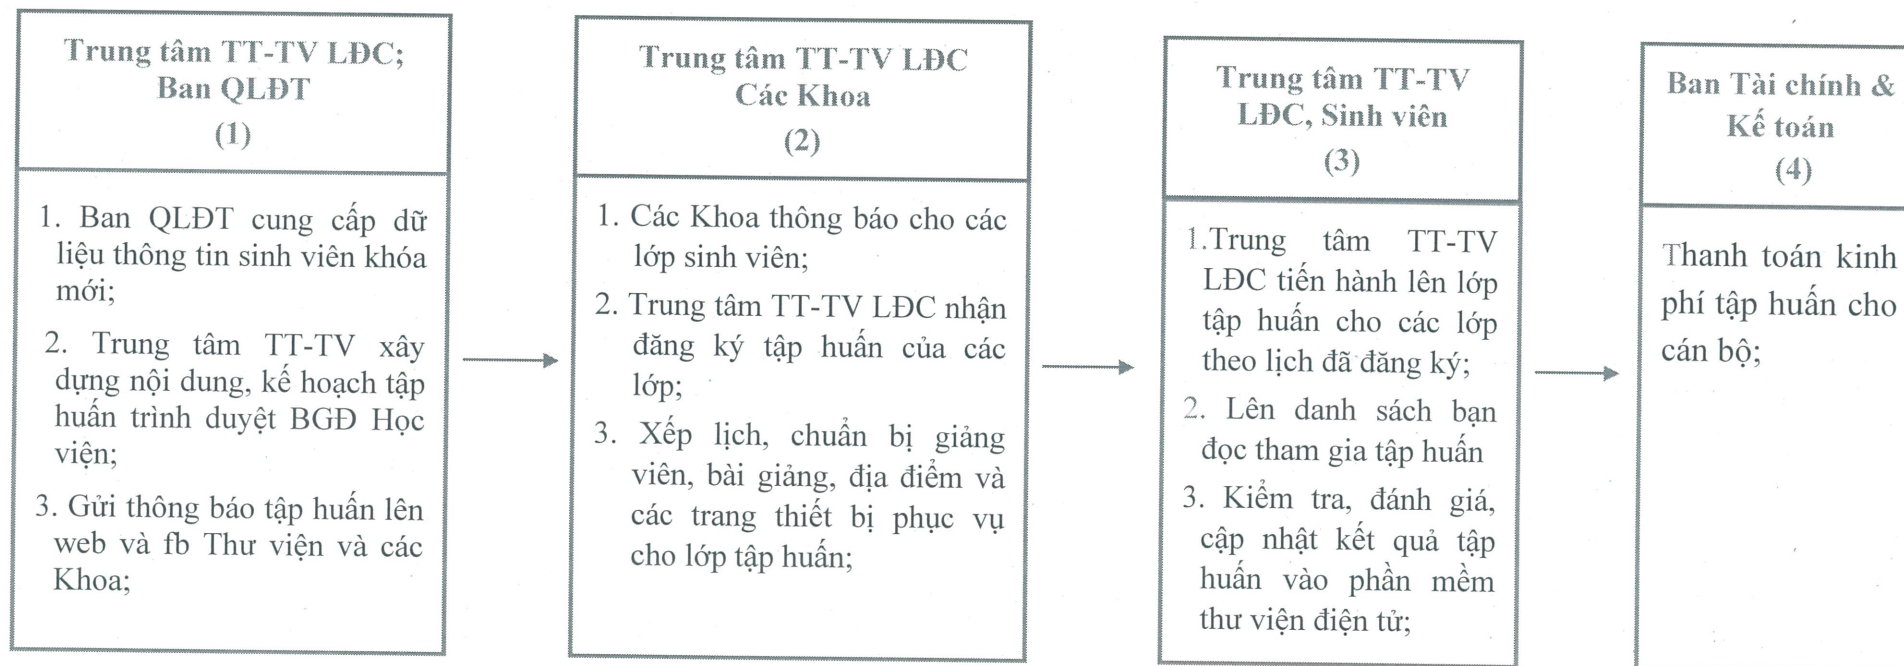 Trung tâm TT-TV LĐC;
Ban QLĐT
(1)
1. Ban QLĐT cung cấp dữ
liệu thông tin sinh viên khóa
mới;
2. Trung tâm TT-TV xây
dựng nội dung, kế hoạch tập
huấn trình duyệt BGĐ Học
viện;
3. Gửi thông báo tập huấn lên
web và fb Thư viện và các
Khoa;
Trung tâm TT-TV LĐC
Các Khoa
(2)
1. Các Khoa thông báo cho các
lớp sinh viên;
2. Trung tâm TT-TV LĐC nhận
đăng ký tập huấn của các
lớp;
3. Xếp lịch, chuẩn bị giảng
viên, bài giảng, địa điểm và
các trang thiết bị phục vụ
cho lớp tập huấn;
Trung tâm TT-TV
LĐC, Sinh viên
(3)
1.Trung tâm TT-TV
LĐC tiến hành lên lớp
tập huấn cho các lớp
theo lịch đã đăng ký;
2. Lên danh sách bạn
đọc tham gia tập huấn
3. Kiểm tra, đánh giá,
cập nhật kết quả tập
huấn vào phần mềm
thư viện điện tử;
Ban Tài chính &
Kế toán
(4)
Thanh toán kinh
phí tập huấn cho
cán bộ;